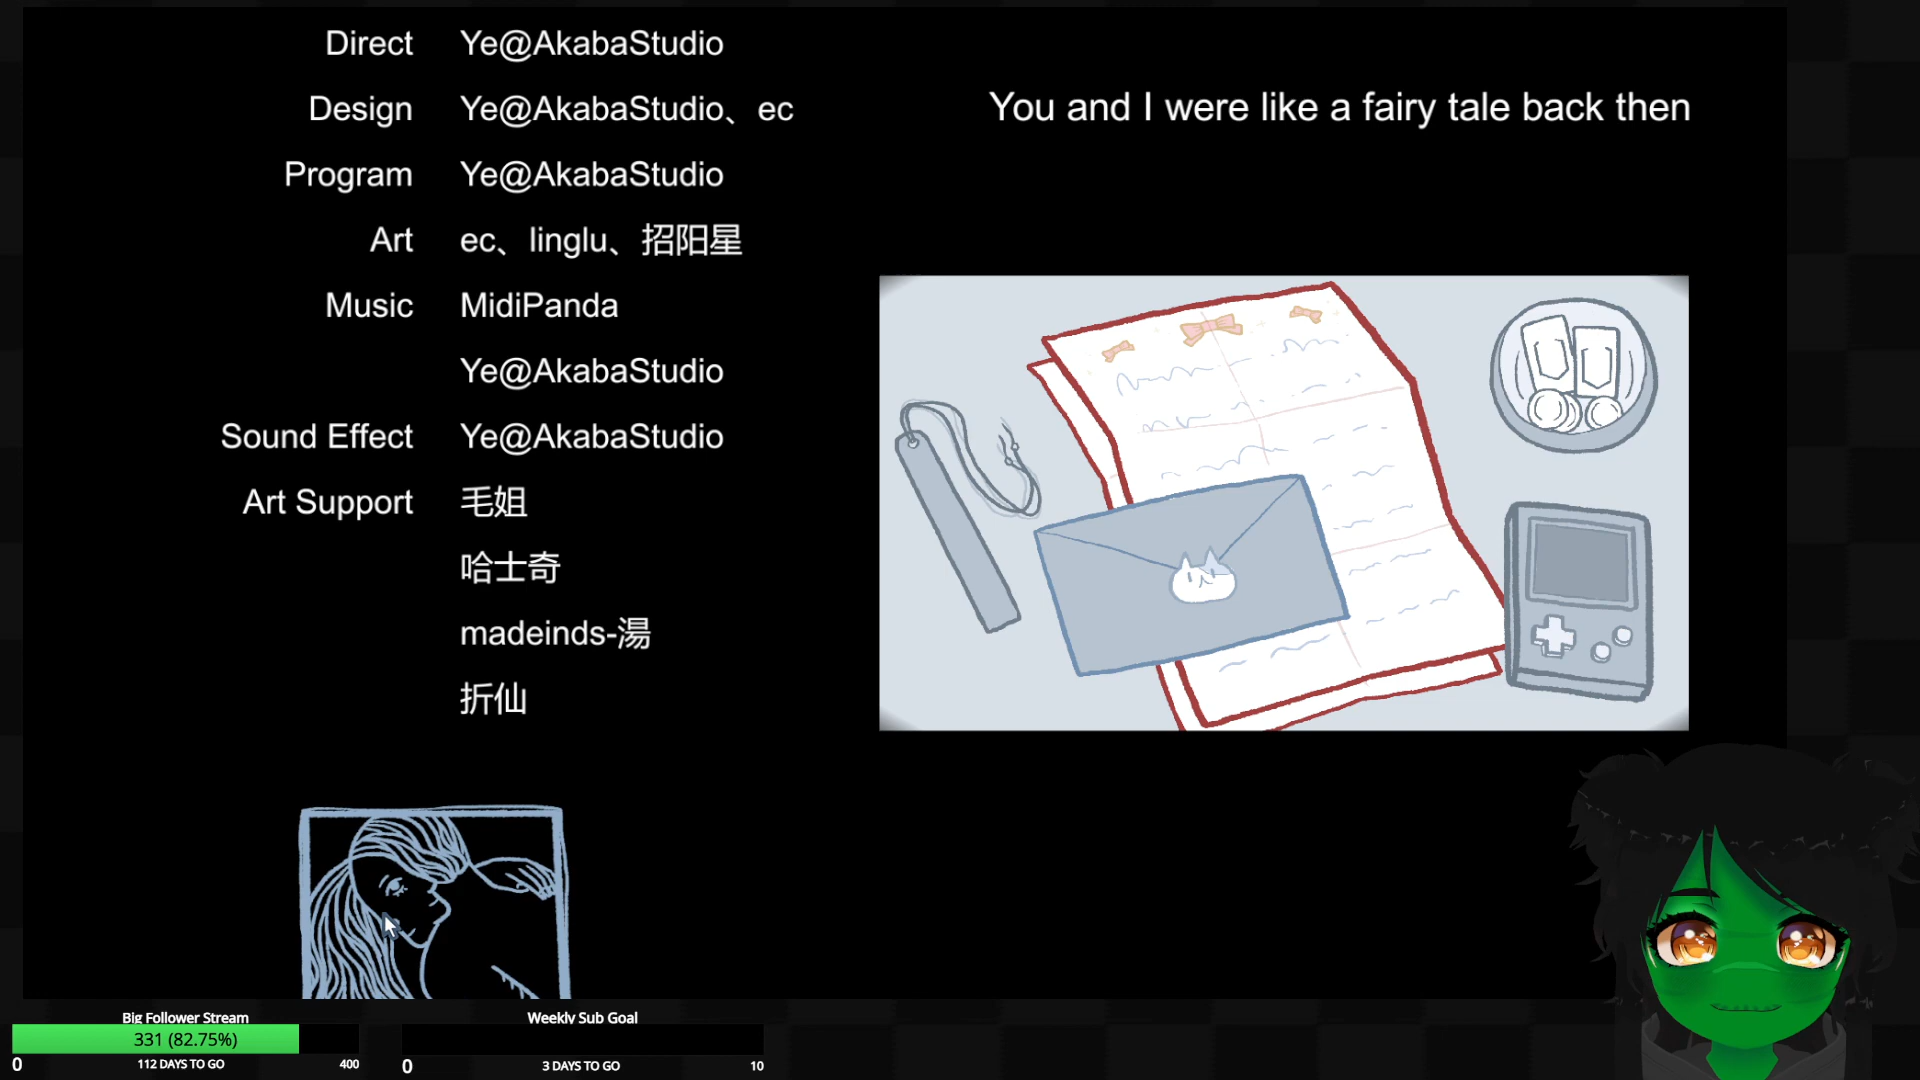 Direct Ye@AkabaStudio
Design Ye@AkabaStudio、ec
Program Ye@AkabaStudio
Art ec、linglu、招阳星
Music MidiPanda
Ye@AkabaStudio
Sound Effect Ye@AkabaStudio
Art Support 毛姐
哈士奇
madeinds-湯
折仙
You and I were like a fairy tale back then
Big Follower Stream
331 (82.75%)
0 112 DAYS TO GO 400
Weekly Sub Goal
0 3 DAYS TO GO 10